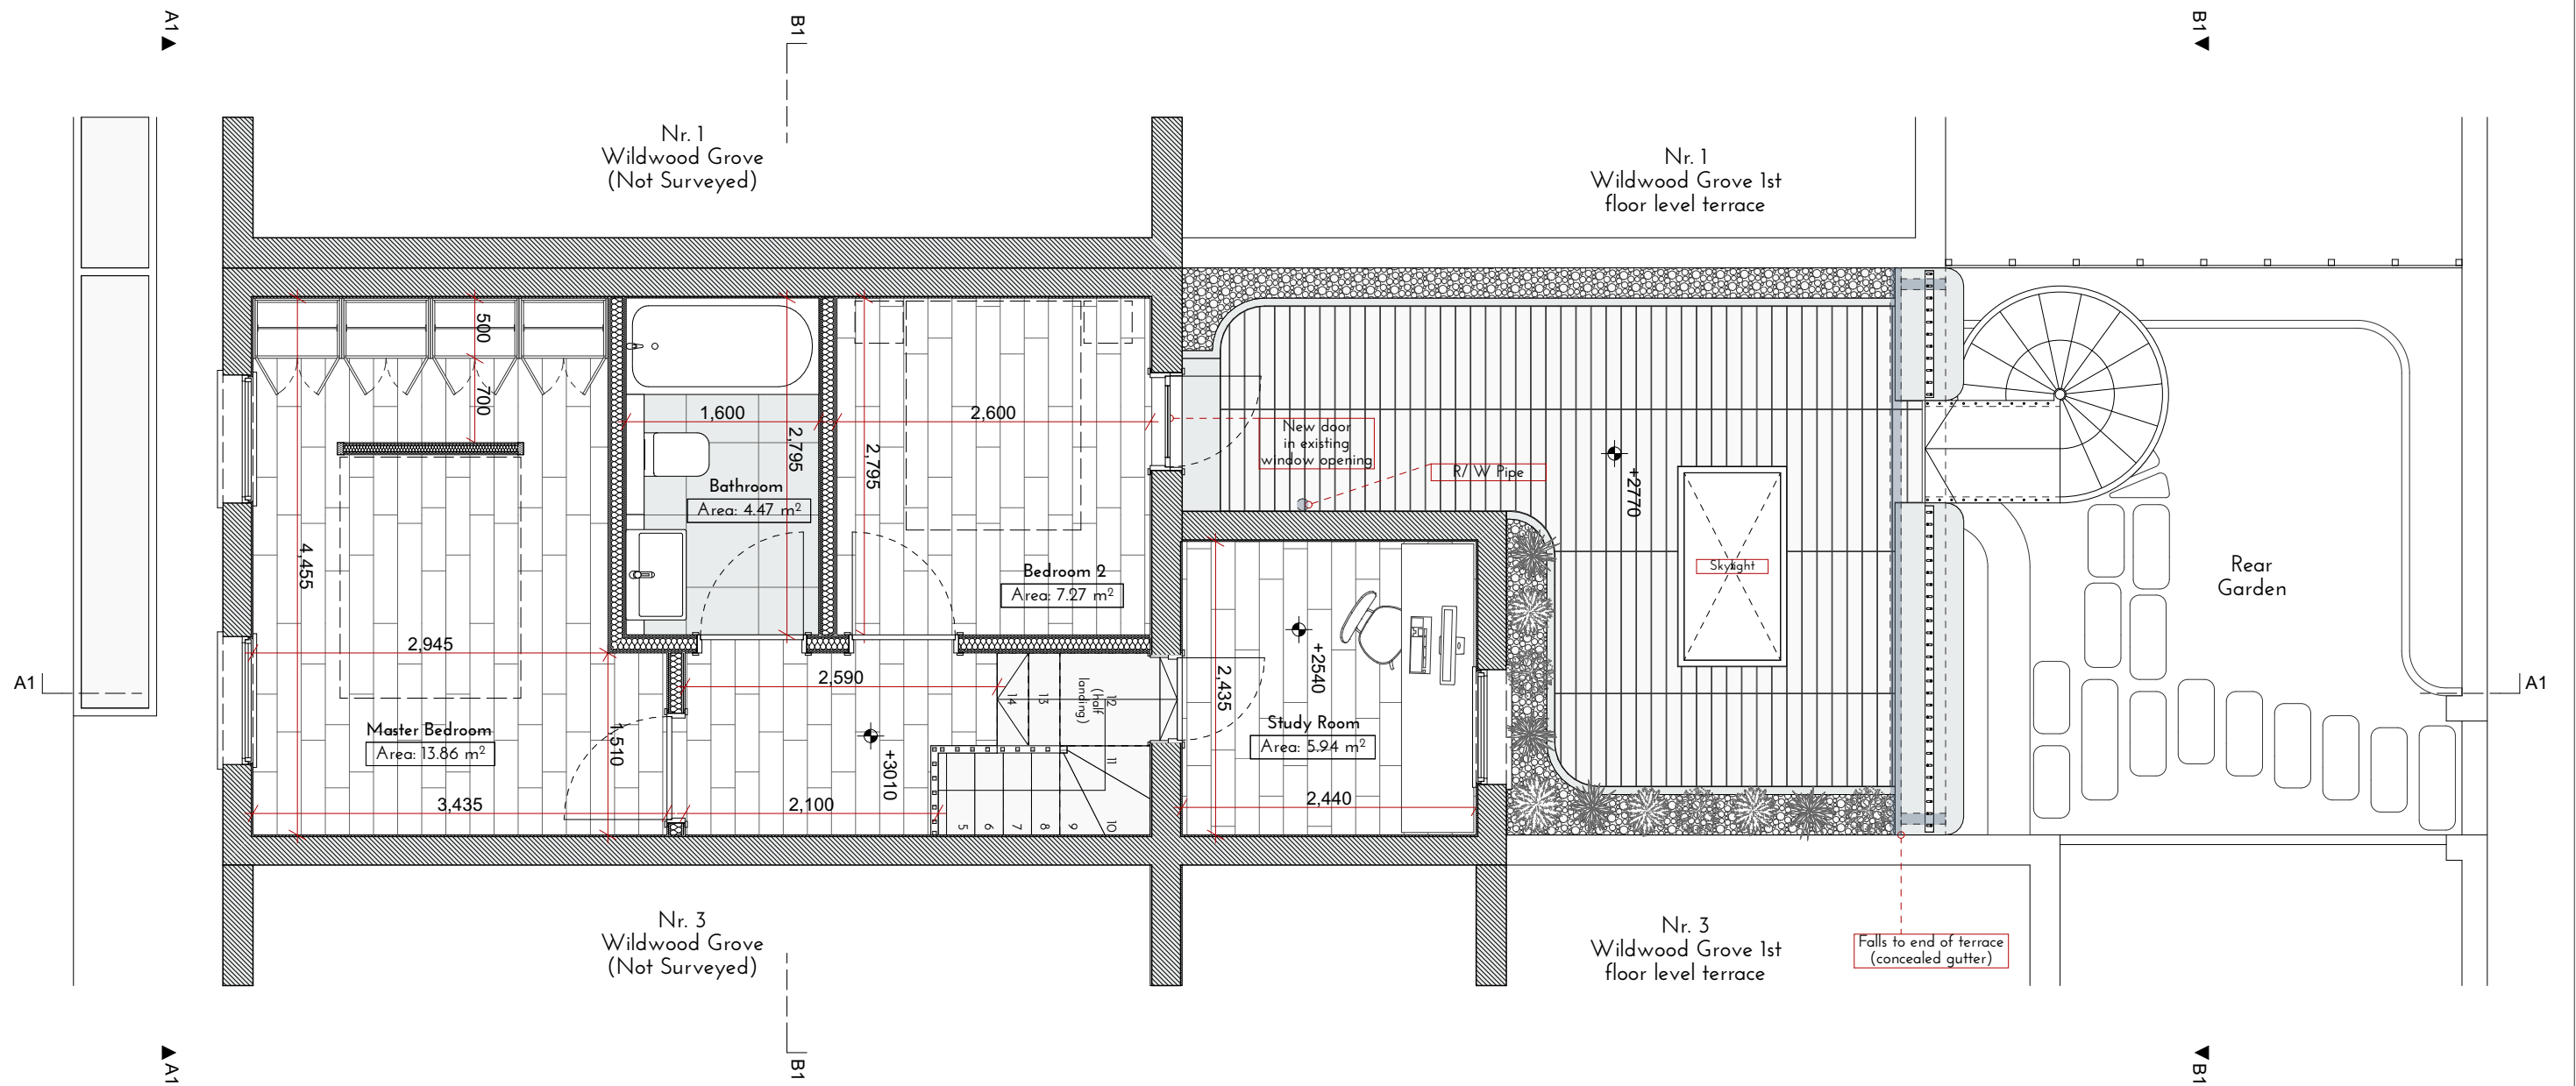 A1
B1
B1
Nr. 1
Wildwood Grove
(Not Surveyed)
Nr. 1
Wildwood Grove 1st
floor level terrace
500
700
1,600
2,795
2,600
2,795
New door
in existing
window opening
R/ W Pipe
+2770
Bathroom
Area: 4.47 m²
Bedroom 2
Area: 7.27 m²
Skylight
Rear
Garden
4,455
2,945
2,590
14
13
12
(half
landing)
+2540
2,435
A1
A1
Master Bedroom
Area: 13.86 m²
1,510
+3010
Study Room
Area: 5.94 m²
11
3,435
2,100
2,440
5
6
7
8
9
10
Nr. 3
Wildwood Grove
(Not Surveyed)
Nr. 3
Wildwood Grove 1st
floor level terrace
Falls to end of terrace
(concealed gutter)
A1
B1
B1